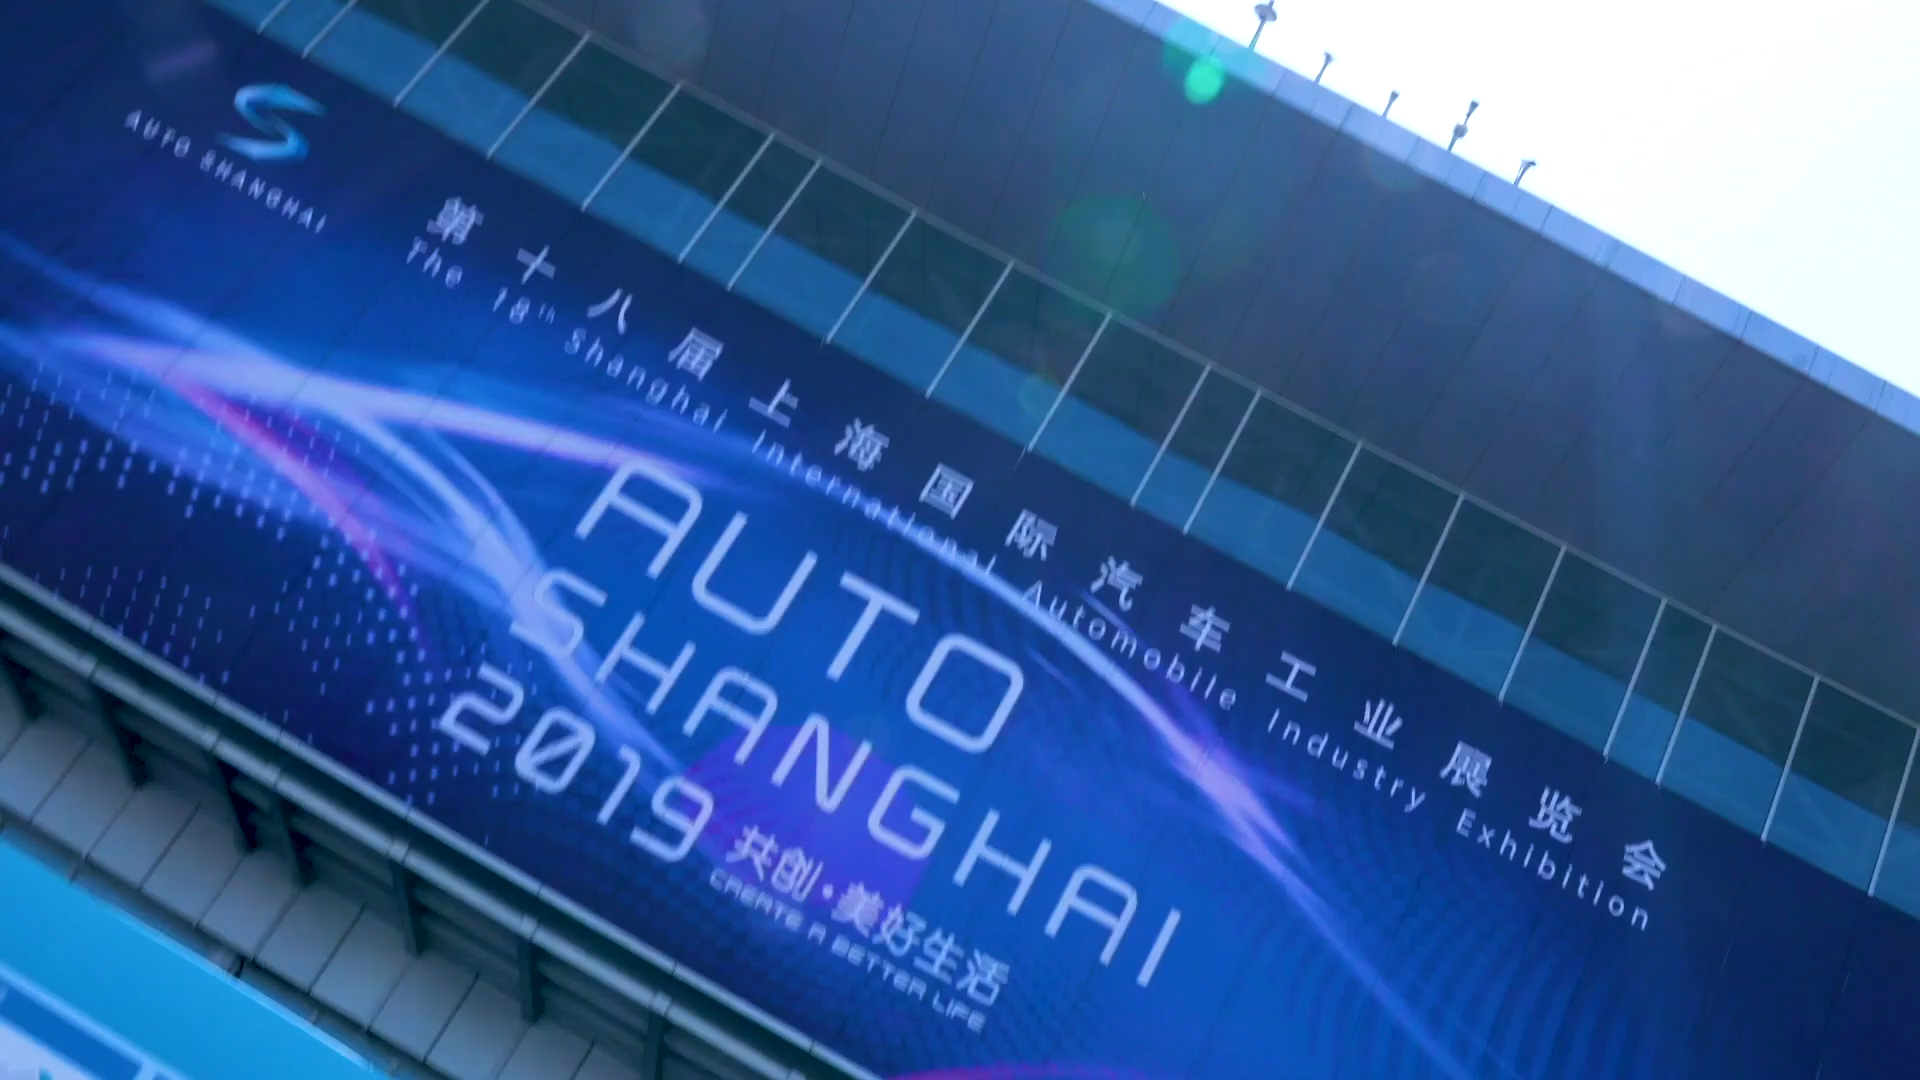 AUTO SHANGHAI
第十八届上海国际汽车工业展览会
The 18th Shanghai International Automobile Industry Exhibition
AUTO
SHANGHAI
2019
共创·美好生活
CREATE A BETTER LIFE